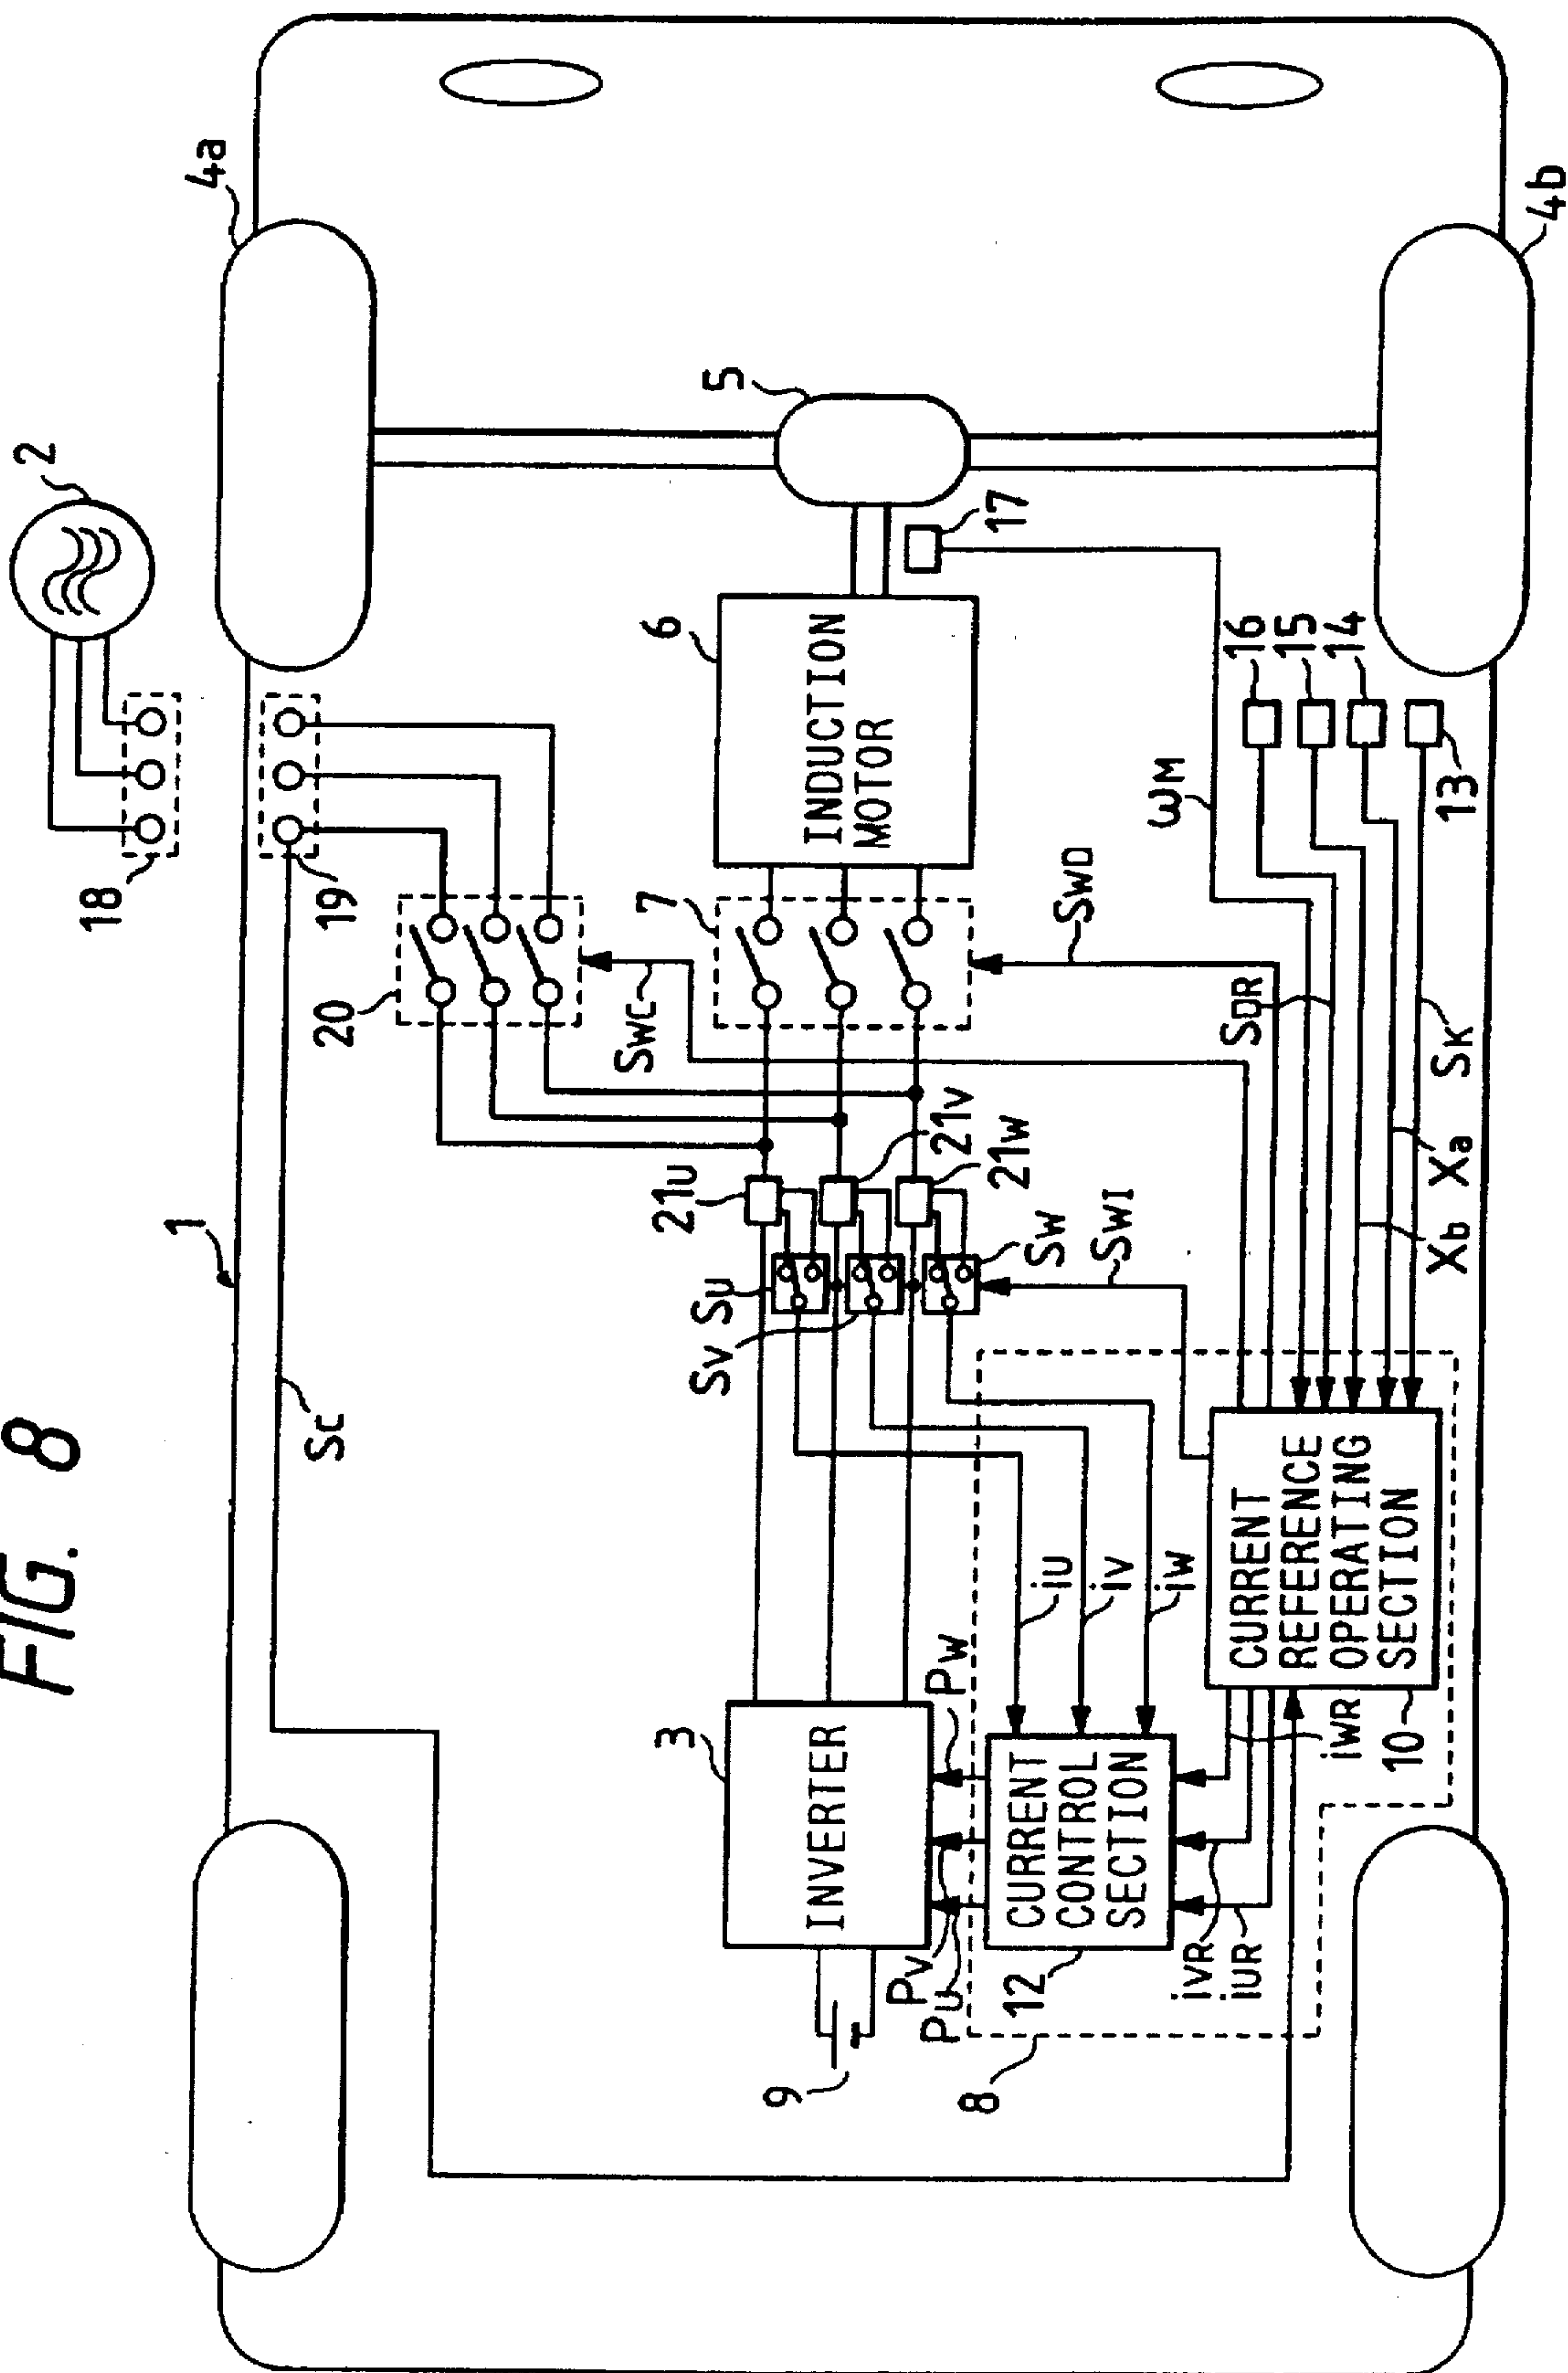 FIG. 8
1
2
18
19
4a
4b
20
7
6
5
17
INDUCTION
MOTOR
SC
SWC
SWD
21U
21V
21W
SU
SV
SW
SWI
ωM
SDR
16
15
14
13
SK
Xa
Xb
3
INVERTER
9
PU
PV
PW
12
CURRENT
CONTROL
SECTION
iU
iV
iW
iUR
iVR
iWR
8
10
CURRENT
REFERENCE
OPERATING
SECTION